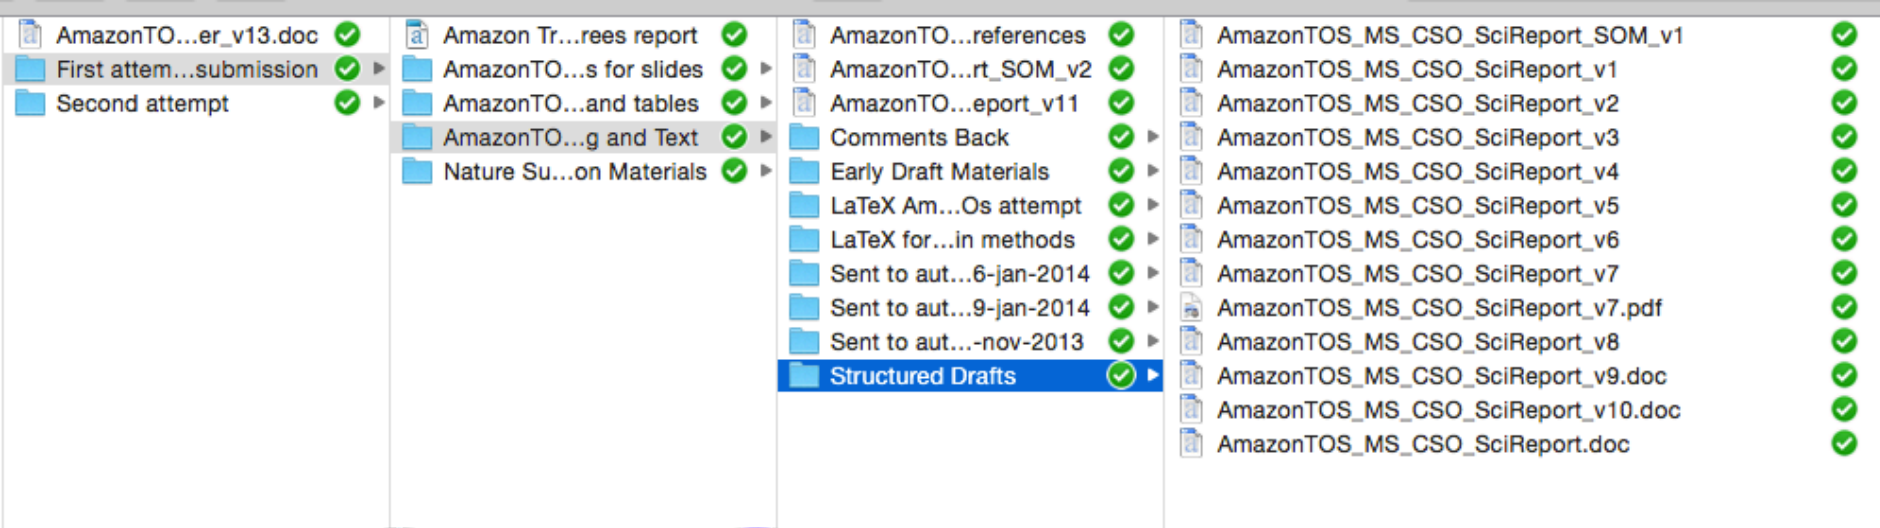 AmazonTO...er_v13.doc
First attem...submission
Second attempt
Amazon Tr...rees report
AmazonTO...s for slides
AmazonTO...and tables
AmazonTO...g and Text
Nature Su...on Materials
AmazonTO...references
AmazonTO...rt_SOM_v2
AmazonTO...eport_v11
Comments Back
Early Draft Materials
LaTeX Am...Os attempt
LaTeX for...in methods
Sent to aut...6-jan-2014
Sent to aut...9-jan-2014
Sent to aut...-nov-2013
Structured Drafts
AmazonTOS_MS_CSO_SciReport_SOM_v1
AmazonTOS_MS_CSO_SciReport_v1
AmazonTOS_MS_CSO_SciReport_v2
AmazonTOS_MS_CSO_SciReport_v3
AmazonTOS_MS_CSO_SciReport_v4
AmazonTOS_MS_CSO_SciReport_v5
AmazonTOS_MS_CSO_SciReport_v6
AmazonTOS_MS_CSO_SciReport_v7
AmazonTOS_MS_CSO_SciReport_v7.pdf
AmazonTOS_MS_CSO_SciReport_v8
AmazonTOS_MS_CSO_SciReport_v9.doc
AmazonTOS_MS_CSO_SciReport_v10.doc
AmazonTOS_MS_CSO_SciReport.doc